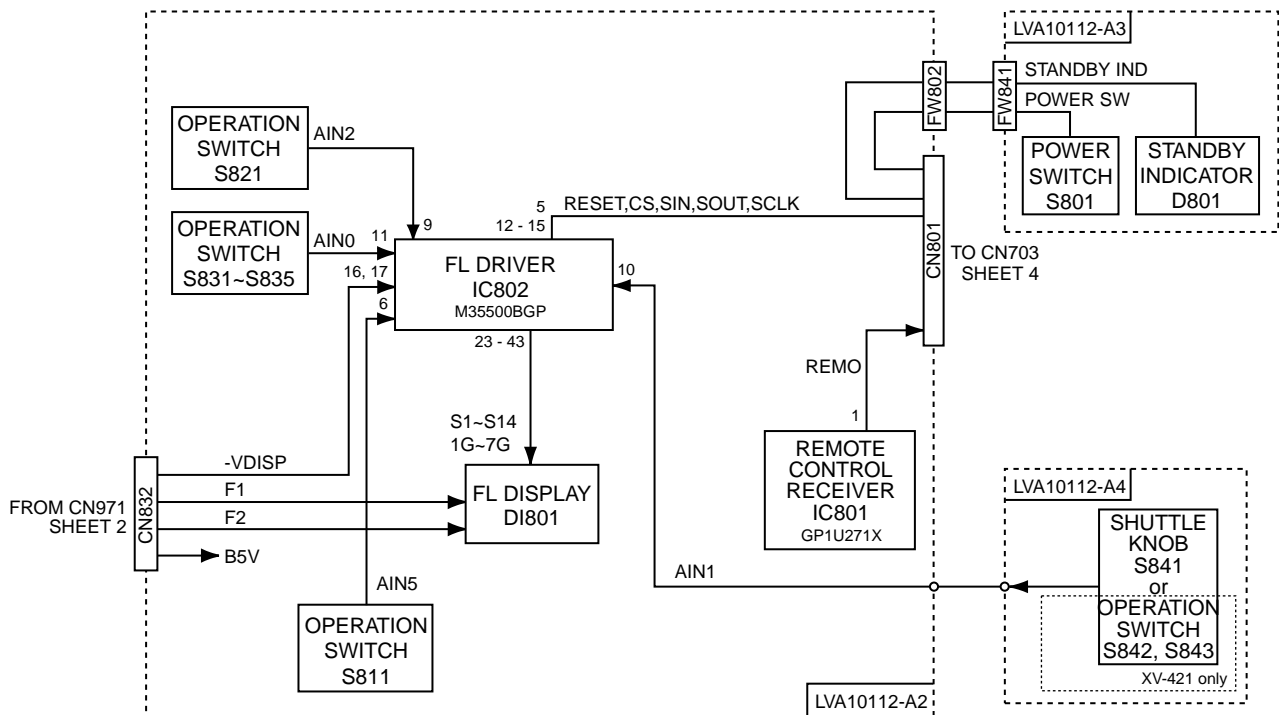 LVA10112-A3
FW802
FW841
STANDBY IND
POWER SW
POWER
SWITCH
S801
STANDBY
INDICATOR
D801
OPERATION
SWITCH
S821
AIN2
OPERATION
SWITCH
S831~S835
AIN0
11
9
16, 17
6
5
12 - 15
RESET,CS,SIN,SOUT,SCLK
FL DRIVER
IC802
M35500BGP
10
23 - 43
CN801
TO CN703
SHEET 4
REMO
1
REMOTE
CONTROL
RECEIVER
IC801
GP1U271X
S1~S14
1G~7G
FL DISPLAY
DI801
FROM CN971
SHEET 2
CN832
-VDISP
F1
F2
B5V
AIN5
OPERATION
SWITCH
S811
AIN1
LVA10112-A4
SHUTTLE
KNOB
S841
or
OPERATION
SWITCH
S842, S843
XV-421 only
LVA10112-A2